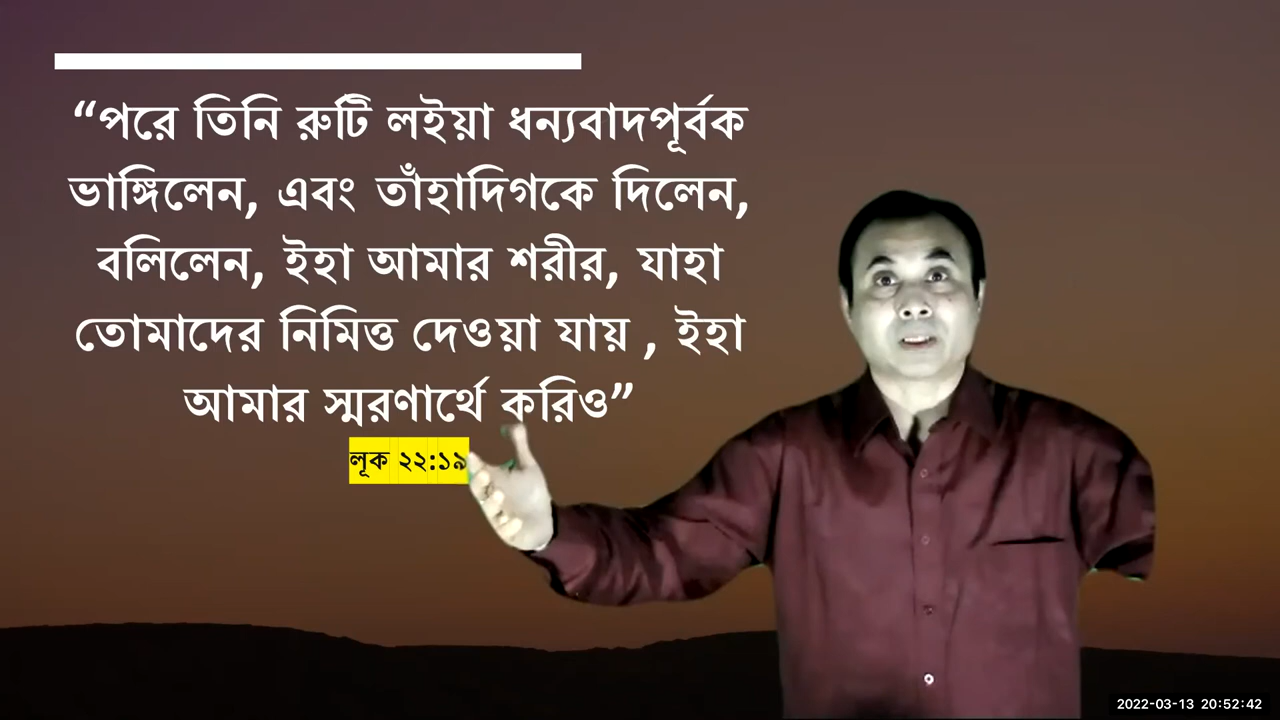 “পরে তিনি রুটি লইয়া ধন্যবাদপূর্বক
ভাঙ্গিলেন, এবং তাঁহাদিগকে দিলেন,
বলিলেন, ইহা আমার শরীর, যাহা
তোমাদের নিমিত্ত দেওয়া যায় , ইহা
আমার স্মরণার্থে করিও”
লূক ২২:১৯
2022-03-13 20:52:42